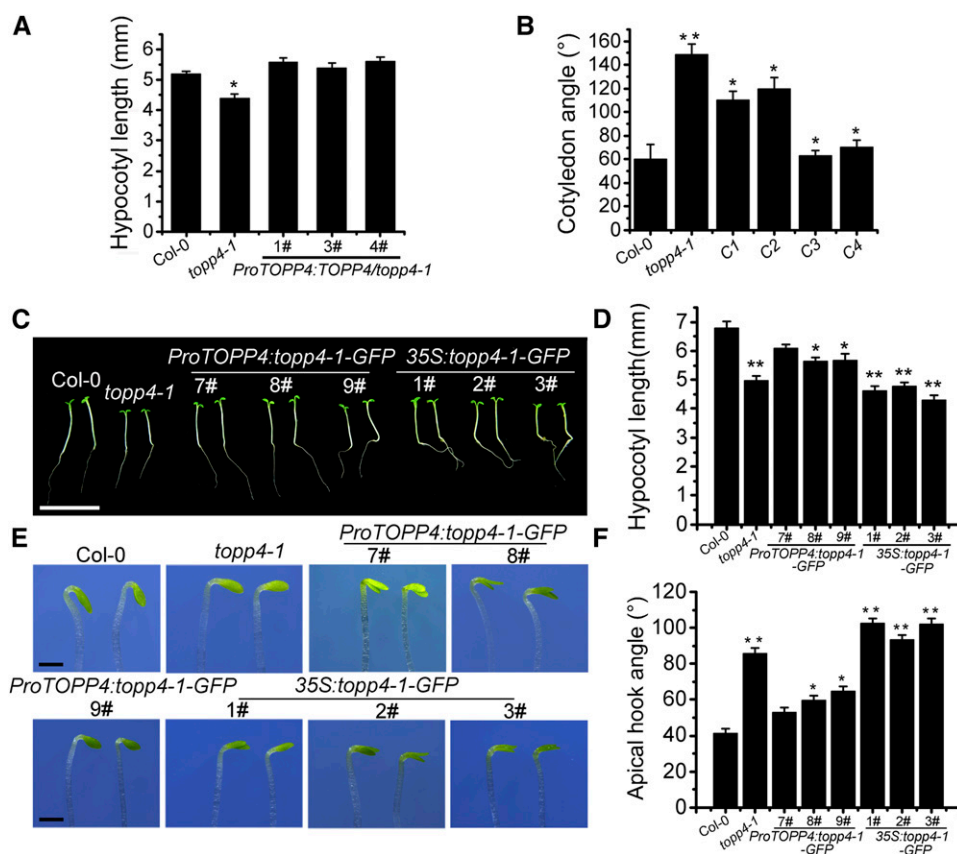 A
Hypocotyl length (mm)
6
5
4
3
2
1
0
*
Col-0
topp4-1
1# 3# 4#
ProTOPP4:TOPP4/topp4-1
B
Cotyledon angle (°)
160
140
120
100
80
60
40
20
0
** * * * *
Col-0
topp4-1
C1
C2
C3
C4
C
ProTOPP4:topp4-1-GFP 35S:topp4-1-GFP
Col-0 topp4-1 7# 8# 9# 1# 2# 3#
D
Hypocotyl length(mm)
7
6
5
4
3
2
1
0
** * * ** ** **
Col-0
topp4-1
7# 8# 9# 1# 2# 3#
ProTOPP4:topp4-1 35S:topp4-1
-GFP -GFP
E
ProTOPP4:topp4-1-GFP
Col-0 topp4-1 7# 8#
ProTOPP4:topp4-1-GFP 35S:topp4-1-GFP
9# 1# 2# 3#
F
Apical hook angle (°)
100
80
60
40
20
0
** * * ** ** **
Col-0
topp4-1
7# 8# 9# 1# 2# 3#
ProTOPP4:topp4-1 35S:topp4-1
-GFP -GFP